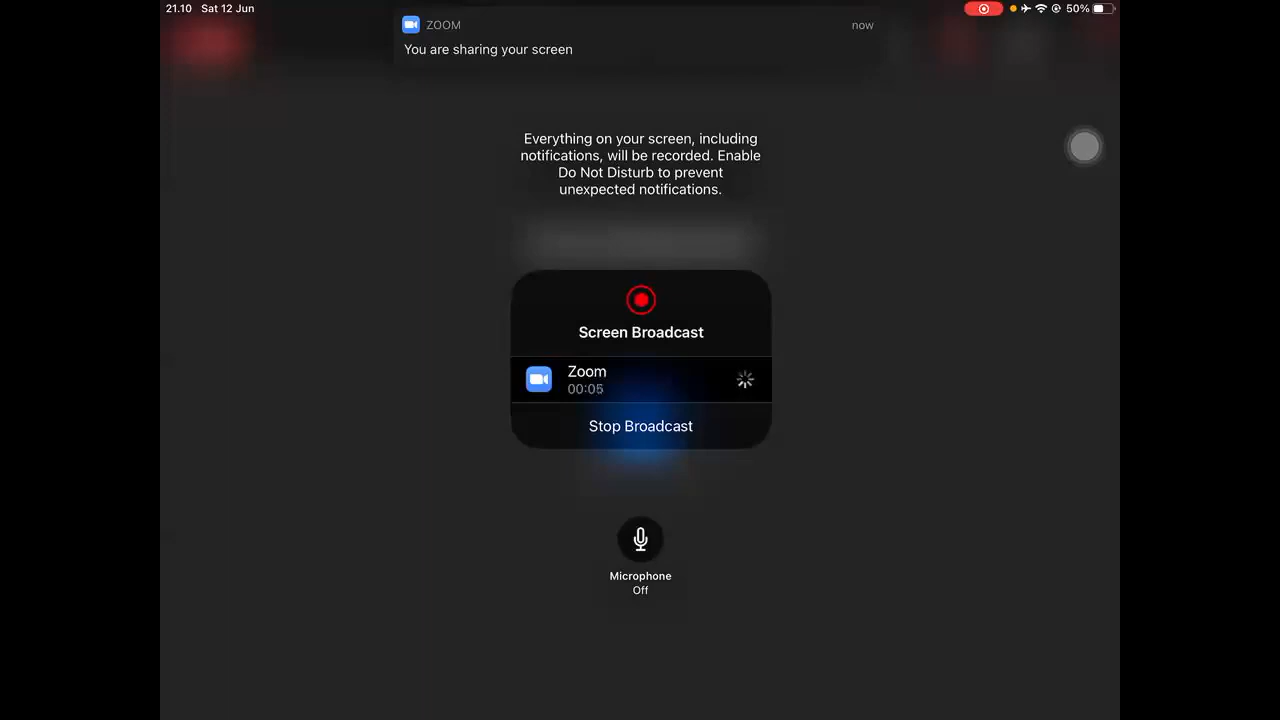 21.10 Sat 12 Jun
50%
ZOOM
now
You are sharing your screen
Everything on your screen, including
notifications, will be recorded. Enable
Do Not Disturb to prevent
unexpected notifications.
Screen Broadcast
Zoom
00:05
Stop Broadcast
Microphone
Off